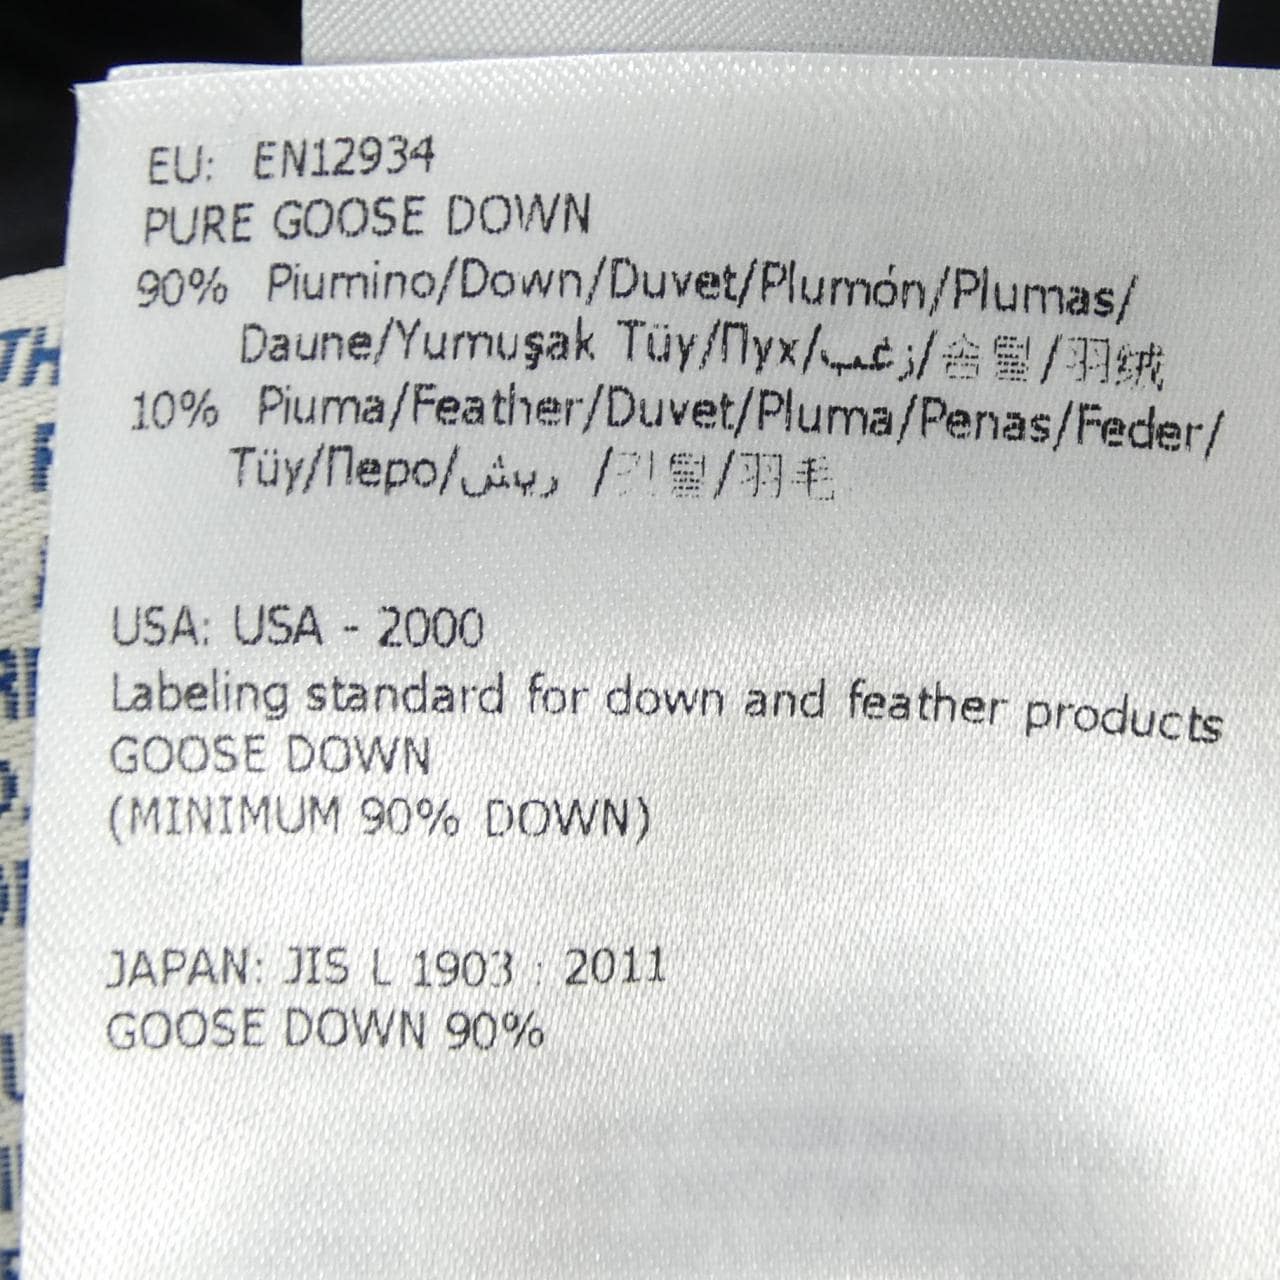 EU: EN12934
PURE GOOSE DOWN
90% Piumino/Down/Duvet/Plumón/Plumas/
Daune/Yumuşak Tüy/Пух/زغب/솜털/羽绒
10% Piuma/Feather/Duvet/Pluma/Penas/Feder/
Tüy/Перо/ريش /깃털/羽毛
USA: USA - 2000
Labeling standard for down and feather products
GOOSE DOWN
(MINIMUM 90% DOWN)
JAPAN: JIS L 1903 : 2011
GOOSE DOWN 90%